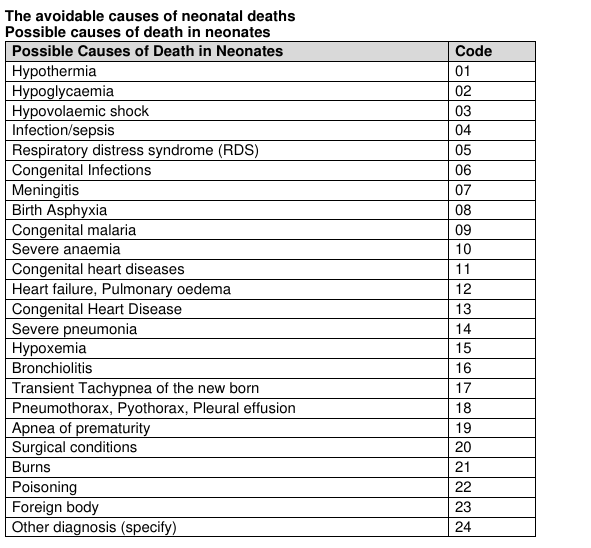 The avoidable causes of neonatal deaths
Possible causes of death in neonates
Possible Causes of Death in Neonates Code
Hypothermia 01
Hypoglycaemia 02
Hypovolaemic shock 03
Infection/sepsis 04
Respiratory distress syndrome (RDS) 05
Congenital Infections 06
Meningitis 07
Birth Asphyxia 08
Congenital malaria 09
Severe anaemia 10
Congenital heart diseases 11
Heart failure, Pulmonary oedema 12
Congenital Heart Disease 13
Severe pneumonia 14
Hypoxemia 15
Bronchiolitis 16
Transient Tachypnea of the new born 17
Pneumothorax, Pyothorax, Pleural effusion 18
Apnea of prematurity 19
Surgical conditions 20
Burns 21
Poisoning 22
Foreign body 23
Other diagnosis (specify) 24